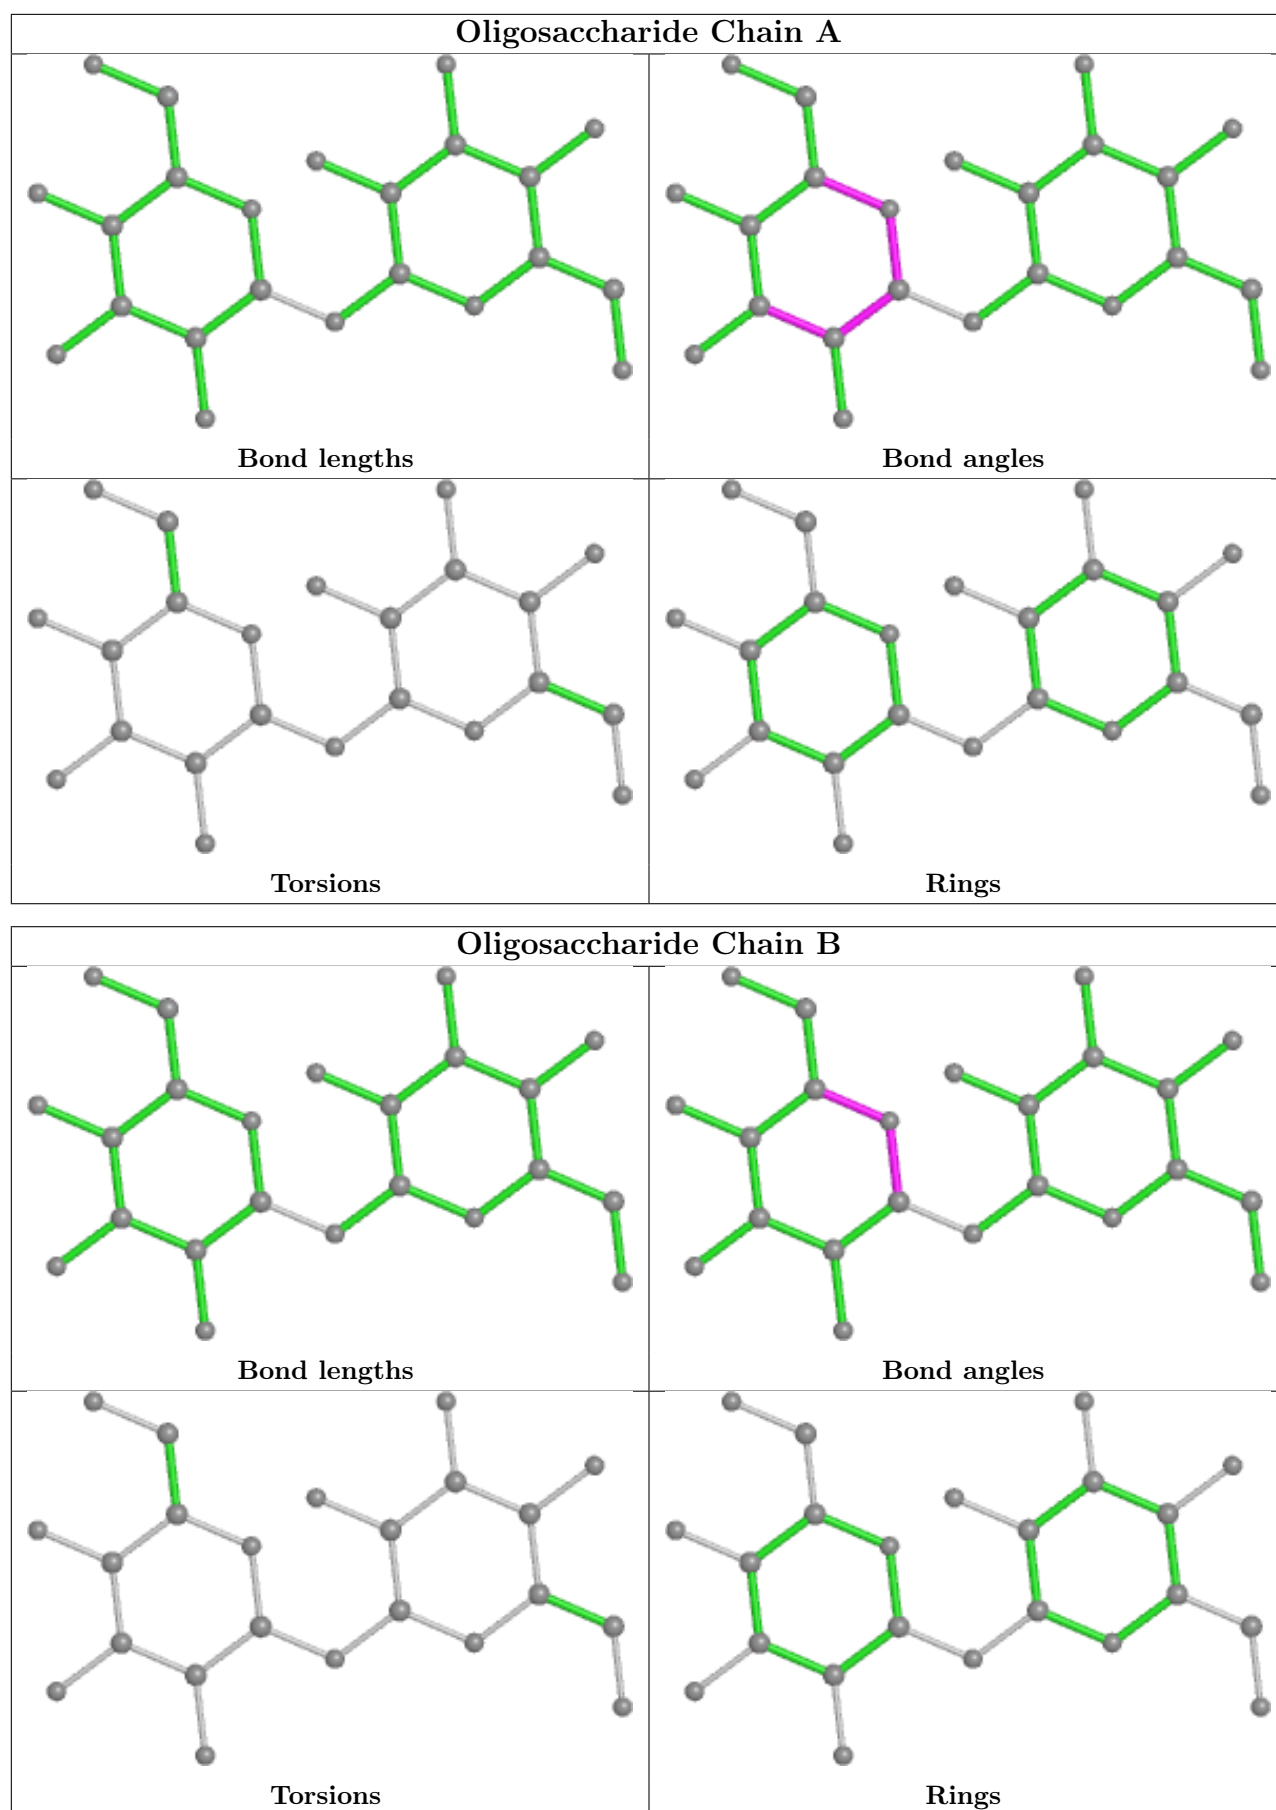 Oligosaccharide Chain A
Bond lengths
Bond angles
Torsions
Rings
Oligosaccharide Chain B
Bond lengths
Bond angles
Torsions
Rings